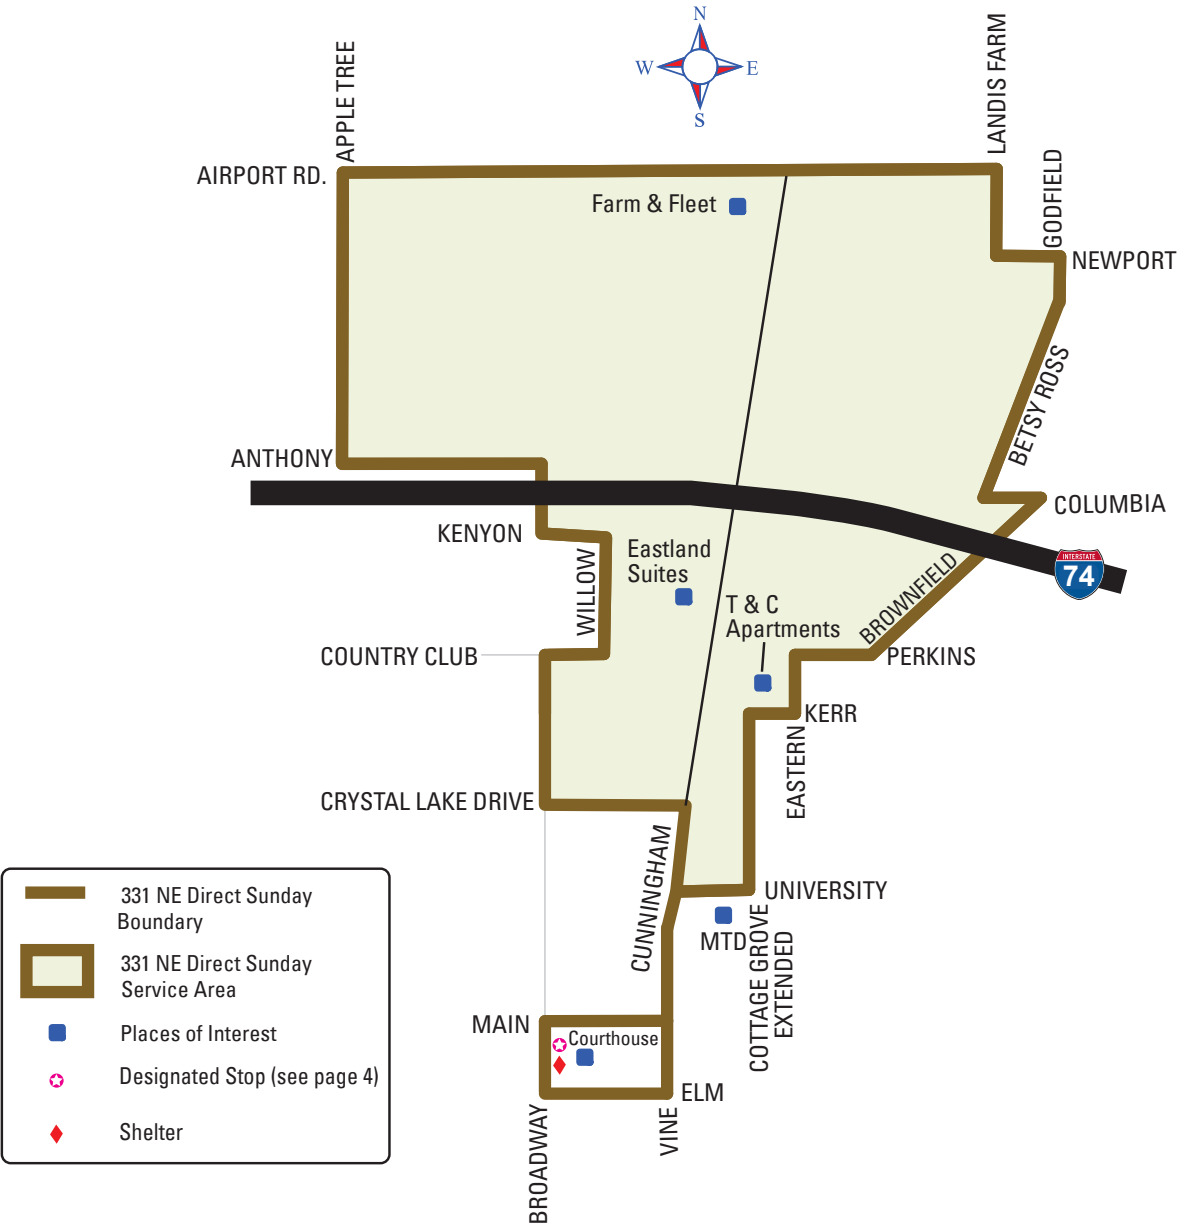 N
W
E
S
APPLE TREE
LANDIS FARM
AIRPORT RD.
GODFIELD
Farm & Fleet
NEWPORT
BETSY ROSS
ANTHONY
COLUMBIA
KENYON
Eastland
Suites
WILLOW
INTERSTATE
74
T & C
Apartments
BROWNFIELD
COUNTRY CLUB
PERKINS
KERR
EASTERN
CRYSTAL LAKE DRIVE
CUNNINGHAM
UNIVERSITY
MTD
COTTAGE GROVE
EXTENDED
MAIN
Courthouse
ELM
BROADWAY
VINE
331 NE Direct Sunday
Boundary
331 NE Direct Sunday
Service Area
Places of Interest
Designated Stop (see page 4)
Shelter